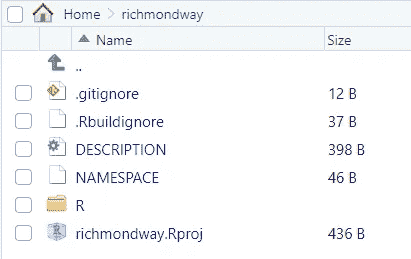 Home richmondway
Name Size
..
.gitignore 12 B
.Rbuildignore 37 B
DESCRIPTION 398 B
NAMESPACE 46 B
R
richmondway.Rproj 436 B